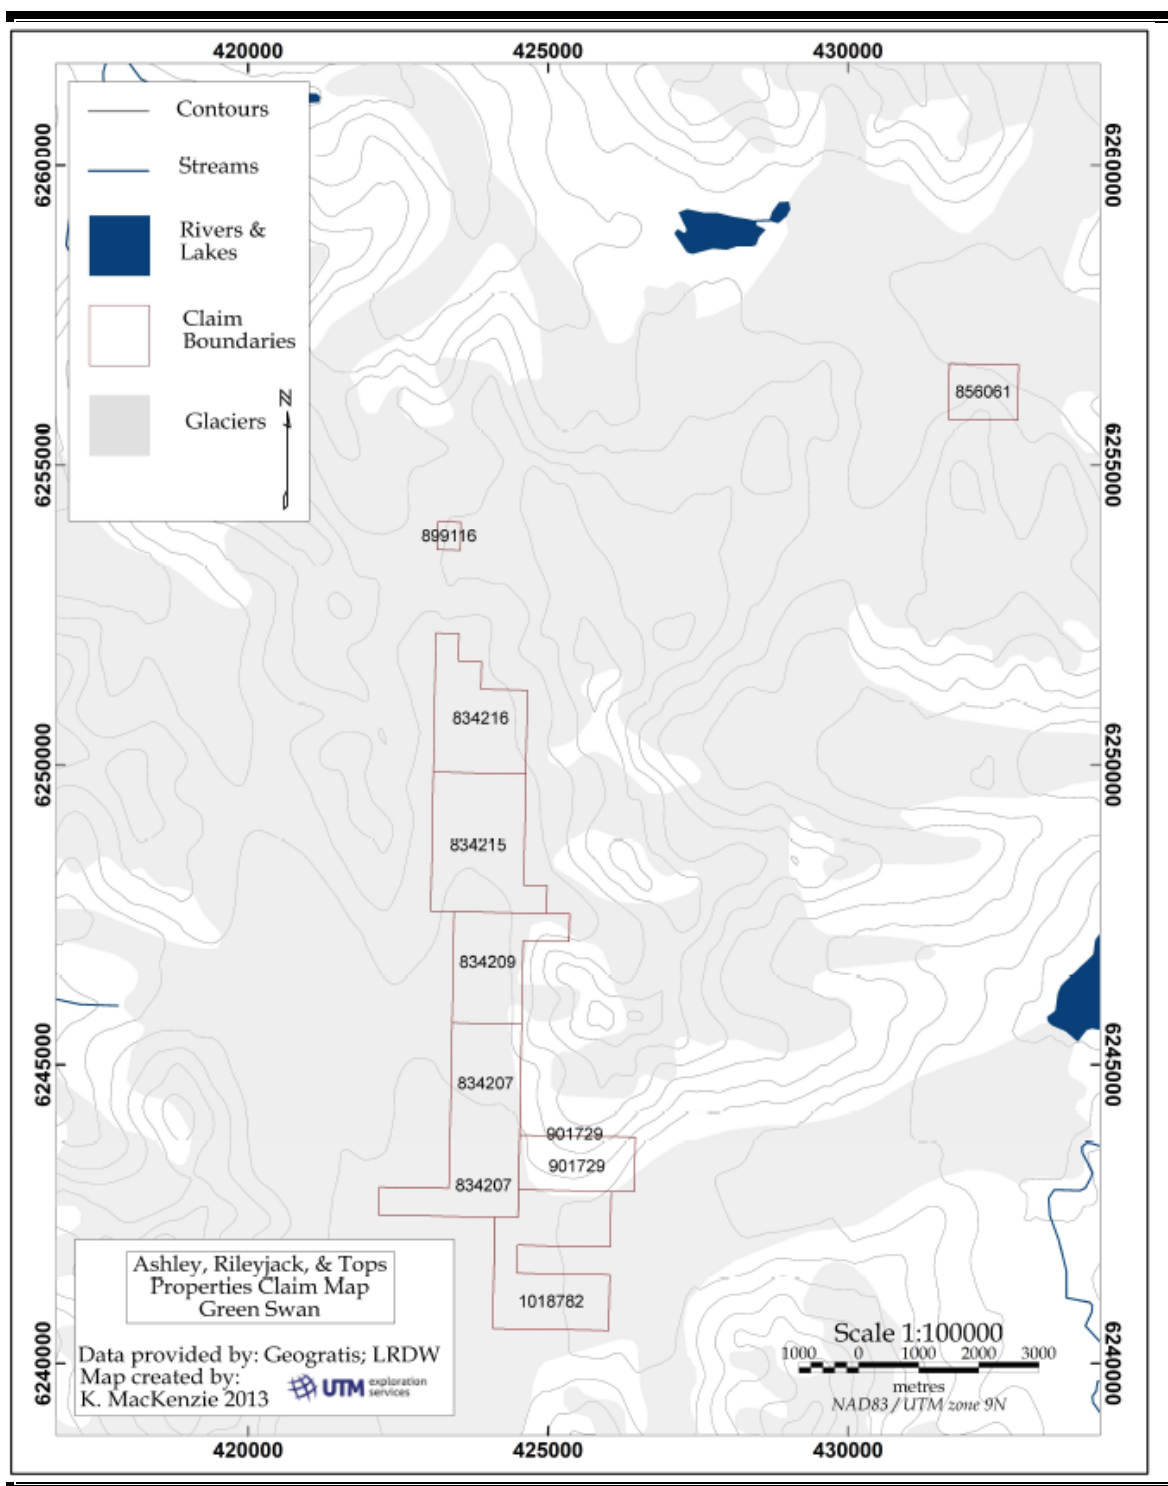 420000 425000 430000
Contours
Streams
Rivers &
Lakes
Claim
Boundaries
N
Glaciers
6260000
6255000
6250000
6245000
6240000
6260000
6255000
6250000
6245000
6240000
856061
899116
834216
834215
834209
834207
901729
901729
834207
1018782
Ashley, Rileyjack, & Tops
Properties Claim Map
Green Swan
Data provided by: Geogratis; LRDW
Map created by:
K. MacKenzie 2013
UTM exploration
services
Scale 1:100000
1000 0 1000 2000 3000
metres
NAD83 / UTM zone 9N
420000 425000 430000